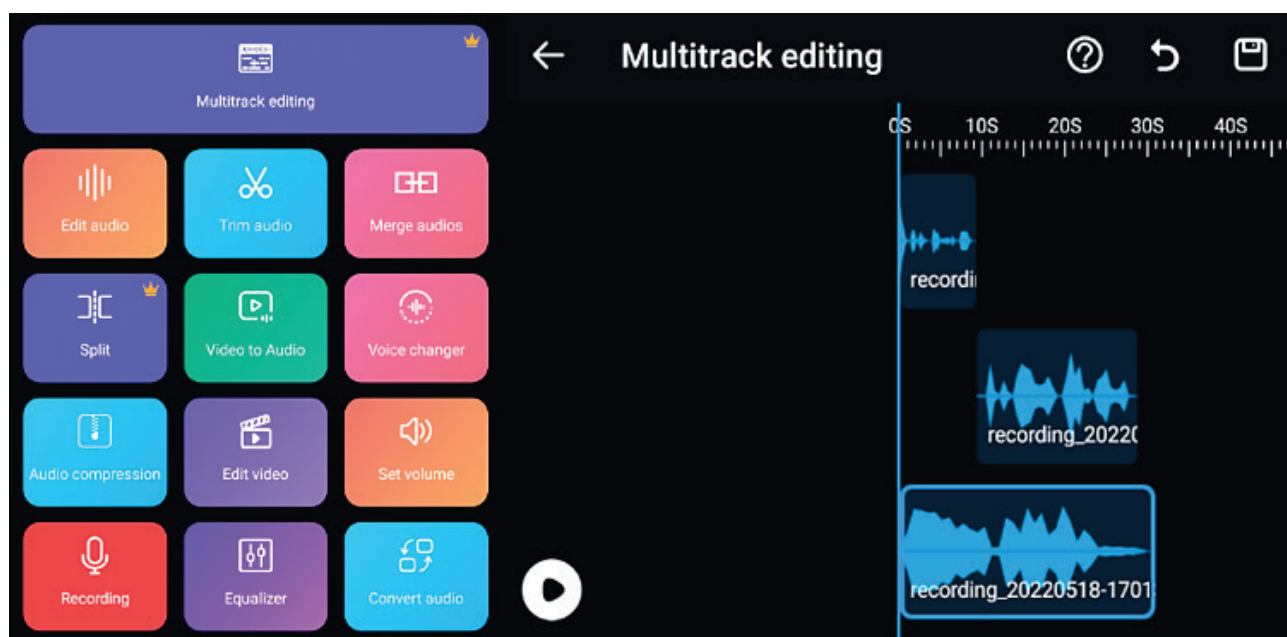 Multitrack editing
Edit audio
Trim audio
Merge audios
Split
Video to Audio
Voice changer
Audio compression
Edit video
Set volume
Recording
Equalizer
Convert audio
Multitrack editing
0S 10S 20S 30S 40S
recordi
recording_2022
recording_20220518-1701